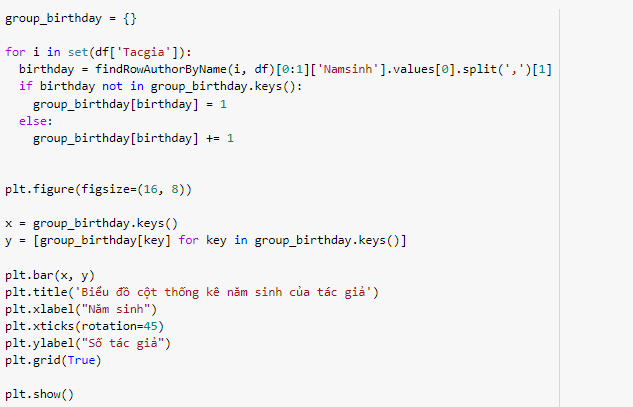 group_birthday = {}

for i in set(df['Tacgia']):
  birthday = findRowAuthorByName(i, df)[0:1]['Namsinh'].values[0].split(',')[1]
  if birthday not in group_birthday.keys():
    group_birthday[birthday] = 1
  else:
    group_birthday[birthday] += 1


plt.figure(figsize=(16, 8))

x = group_birthday.keys()
y = [group_birthday[key] for key in group_birthday.keys()]

plt.bar(x, y)
plt.title('Biểu đồ cột thống kê năm sinh của tác giả')
plt.xlabel("Năm sinh")
plt.xticks(rotation=45)
plt.ylabel("Số tác giả")
plt.grid(True)

plt.show()